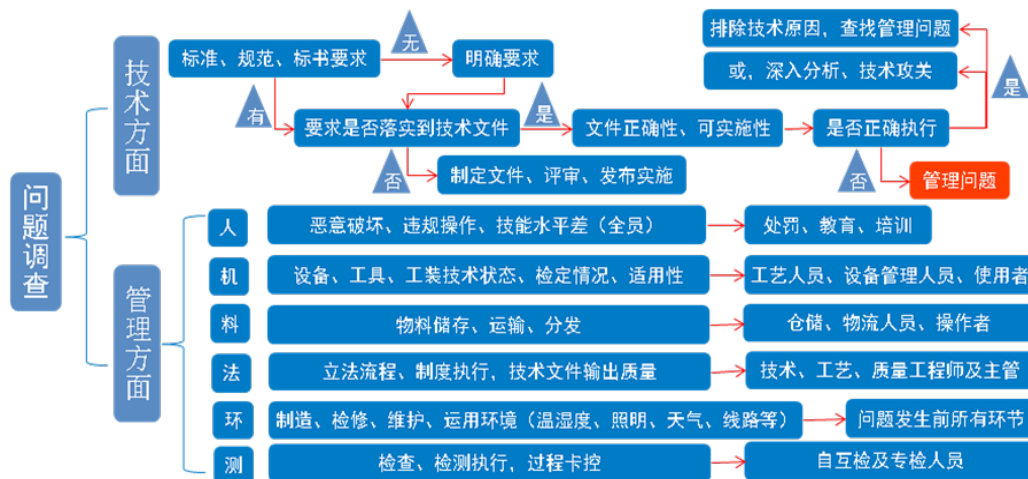 问题调查
技术方面
标准、规范、标书要求
无
明确要求
排除技术原因，查找管理问题
或，深入分析、技术攻关
是
有
要求是否落实到技术文件
是
文件正确性、可实施性
是否正确执行
否
制定文件、评审、发布实施
否
管理问题
管理方面
人
恶意破坏、违规操作、技能水平差（全员）
处罚、教育、培训
机
设备、工具、工装技术状态、检定情况、适用性
工艺人员、设备管理人员、使用者
料
物料储存、运输、分发
仓储、物流人员、操作者
法
立法流程、制度执行，技术文件输出质量
技术、工艺、质量工程师及主管
环
制造、检修、维护、运用环境（温湿度、照明、天气、线路等）
问题发生前所有环节
测
检查、检测执行，过程卡控
自互检及专检人员